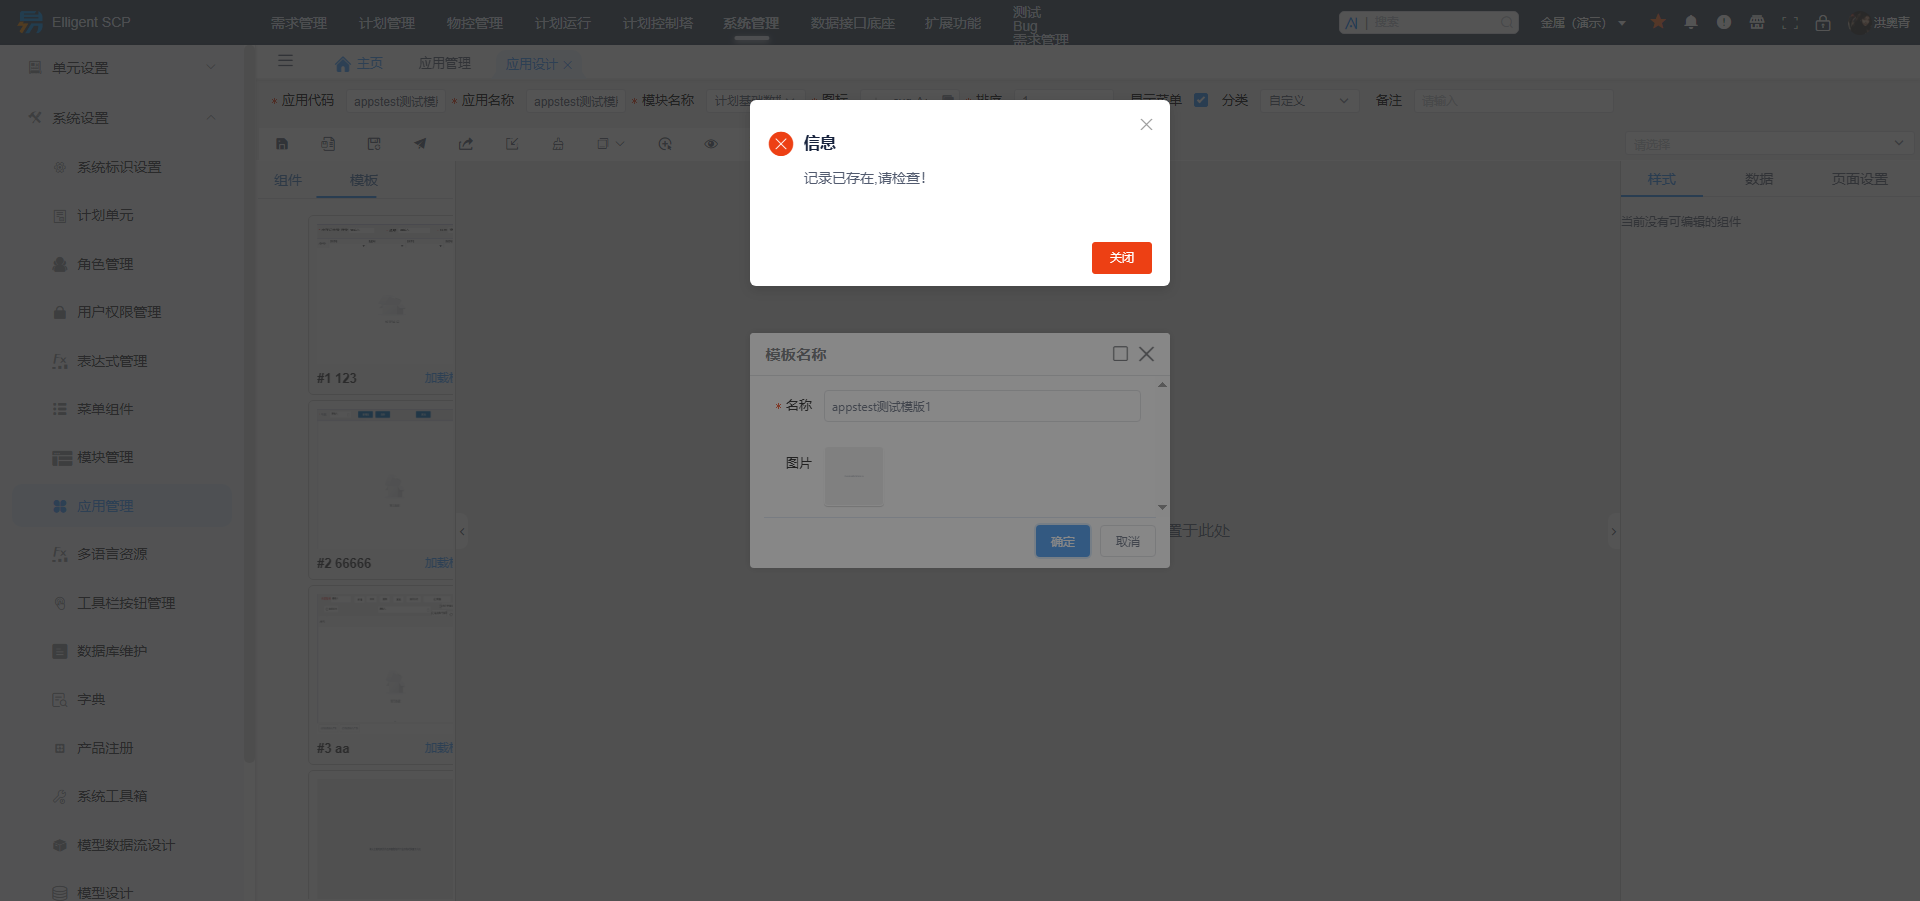 Elligent SCP
需求管理 计划管理 物控管理 计划运行 计划控制塔 系统管理 数据接口底座 扩展功能
测试
Bug
需求管理
AI | 搜索
金属（演示）
洪奥青
单元设置
系统设置
系统标识设置
计划单元
角色管理
用户权限管理
表达式管理
菜单组件
模块管理
应用管理
多语言资源
工具栏按钮管理
数据库维护
字典
产品注册
系统工具箱
模型数据流设计
模型设计
主页 应用管理 应用设计
* 应用代码 appstest测试模 * 应用名称 appstest测试模 * 模块名称
显示菜单 分类 自定义 备注 请输入
请选择
组件 模板
#1 123 加载
#2 66666 加载
#3 aa 加载
样式 数据 页面设置
当前没有可编辑的组件
信息
记录已存在,请检查!
关闭
模板名称
* 名称 appstest测试模版1
图片
确定 取消
置于此处